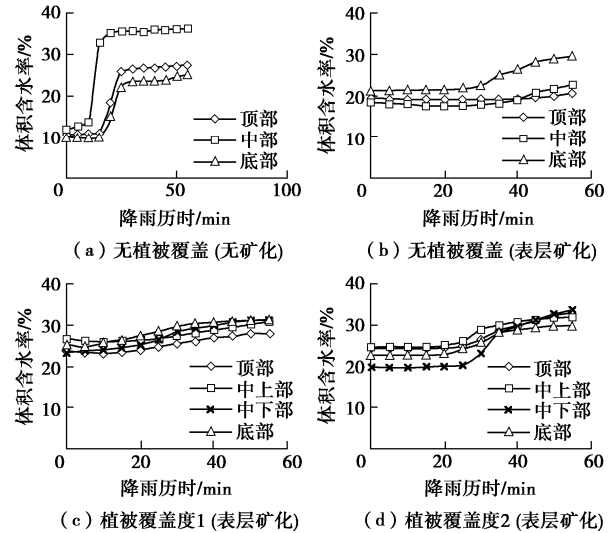 体积含水率/%
40
30
20
10
0
50
100
顶部
中部
底部
降雨历时/min
(a) 无植被覆盖 (无矿化)
体积含水率/%
40
30
20
10
0
20
40
60
顶部
中部
底部
降雨历时/min
(b) 无植被覆盖 (表层矿化)
体积含水率/%
40
30
20
10
0
20
40
60
顶部
中上部
中下部
底部
降雨历时/min
(c) 植被覆盖度1 (表层矿化)
体积含水率/%
40
30
20
10
0
20
40
60
顶部
中上部
中下部
底部
降雨历时/min
(d) 植被覆盖度2 (表层矿化)